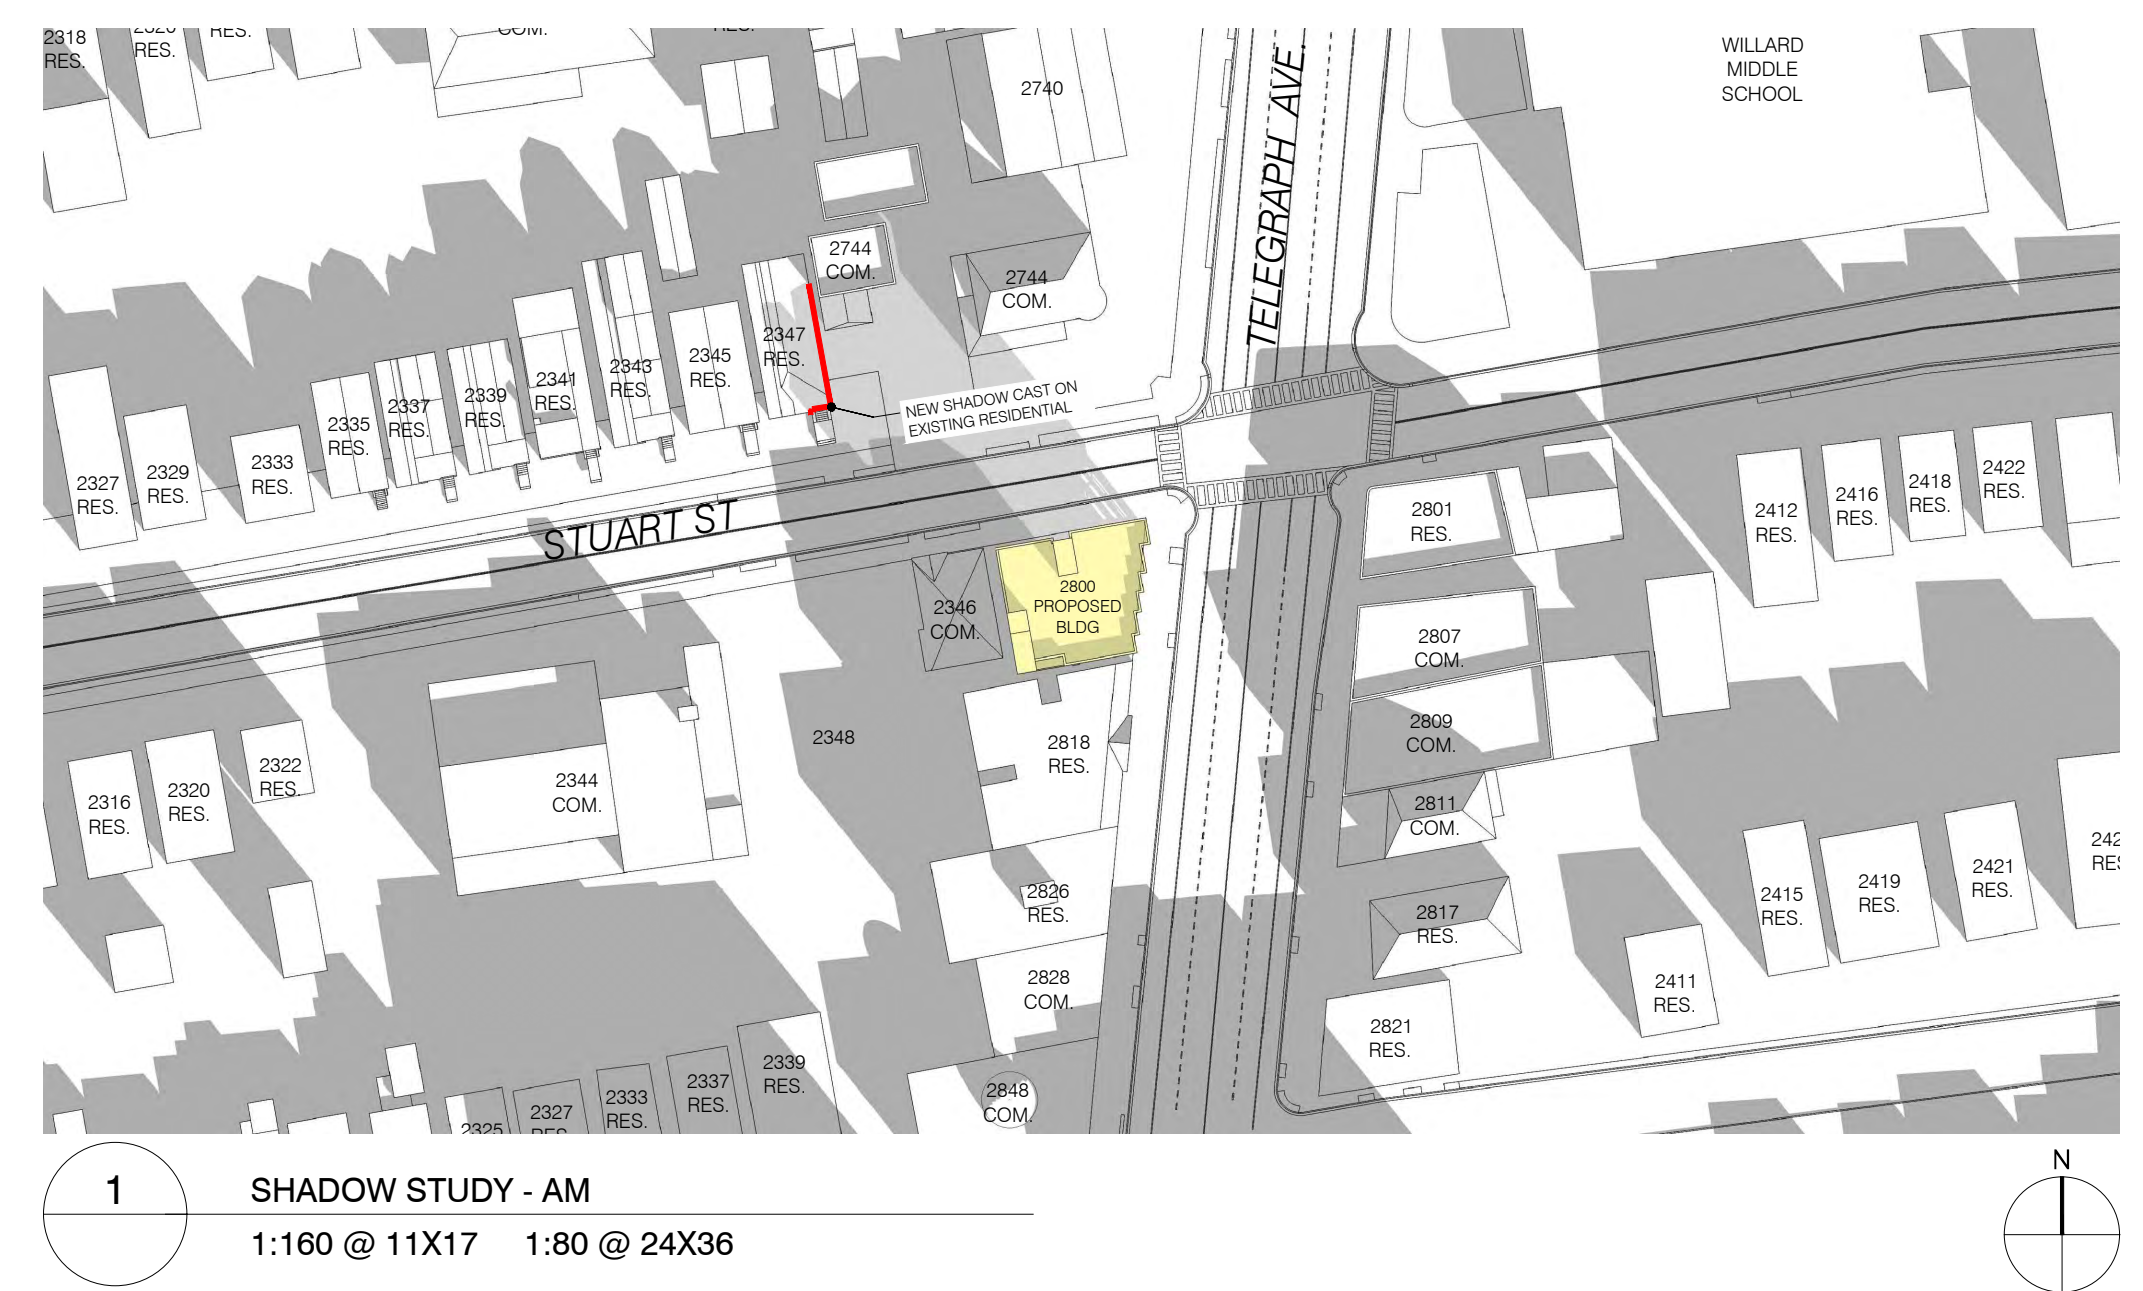 2318
RES.
RES.
RES.
COM.
2740
TELEGRAPH AVE.
WILLARD
MIDDLE
SCHOOL
2744
COM.
2744
COM.
2347
RES.
2345
RES.
2343
RES.
2341
RES.
2339
RES.
2337
RES.
2335
RES.
2333
RES.
2329
RES.
2327
RES.
NEW SHADOW CAST ON
EXISTING RESIDENTIAL
STUART ST
2801
RES.
2412
RES.
2416
RES.
2418
RES.
2422
RES.
2346
COM.
2800
PROPOSED
BLDG
2807
COM.
2809
COM.
2348
2818
RES.
2316
RES.
2320
RES.
2322
RES.
2344
COM.
2811
COM.
2826
RES.
2817
RES.
2828
COM.
2415
RES.
2419
RES.
2421
RES.
2411
RES.
2821
RES.
2339
RES.
2337
RES.
2333
RES.
2327
2325
2848
COM.
1
SHADOW STUDY - AM
1:160 @ 11X17 1:80 @ 24X36
N